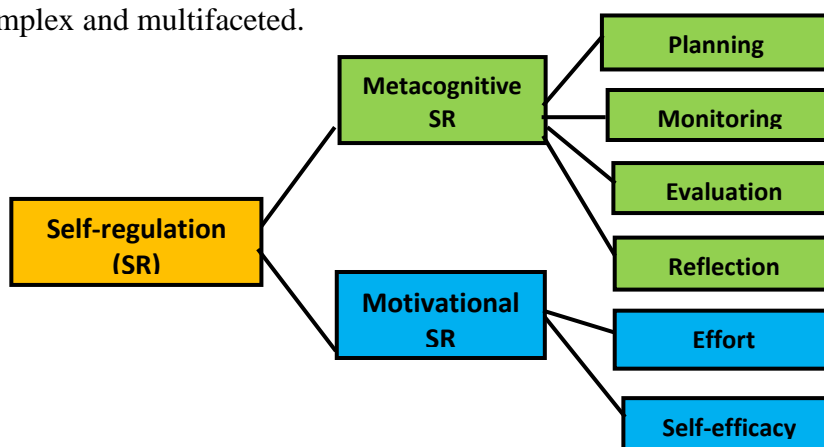 mplex and multifaceted.
Planning
Metacognitive
SR
Monitoring
Evaluation
Self-regulation
(SR)
Reflection
Motivational
SR
Effort
Self-efficacy